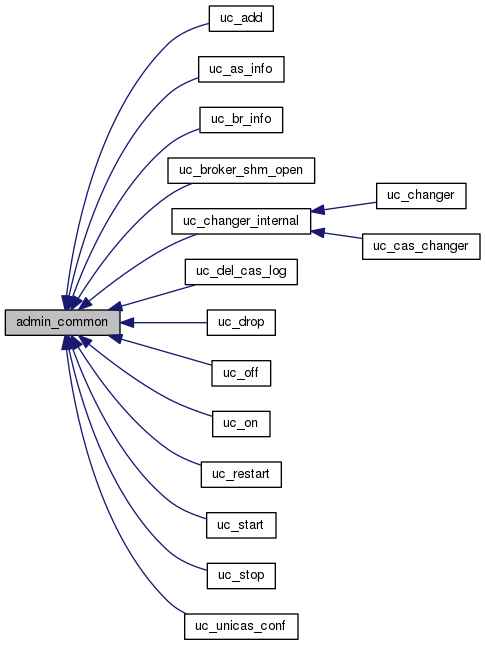 uc_add
uc_as_info
uc_br_info
uc_broker_shm_open
uc_changer_internal
uc_changer
uc_cas_changer
uc_del_cas_log
admin_common
uc_drop
uc_off
uc_on
uc_restart
uc_start
uc_stop
uc_unicas_conf